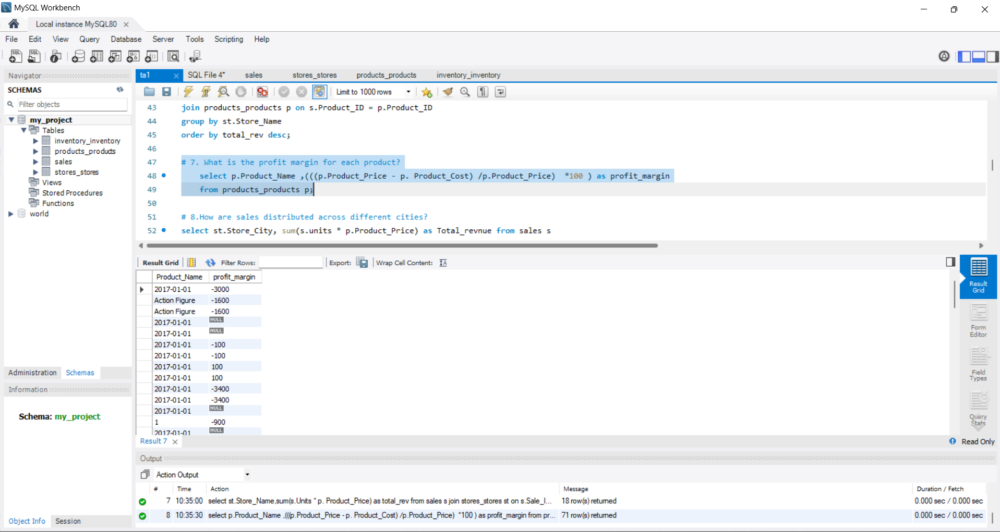 MySQL Workbench
Local instance MySQL80
File Edit View Query Database Server Tools Scripting Help
Navigator
SCHEMAS
Filter objects
my_project
Tables
inventory_inventory
products_products
sales
stores_stores
Views
Stored Procedures
Functions
world
Administration Schemas
Information
Schema: my_project
Object Info Session
ta1 SQL File 4* sales stores_stores products_products inventory_inventory
Limit to 1000 rows
43 join products_products p on s.Product_ID = p.Product_ID
44 group by st.Store_Name
45 order by total_rev desc;
46
47 # 7. What is the profit margin for each product?
48 select p.Product_Name ,(((p.Product_Price - p. Product_Cost) /p.Product_Price) *100 ) as profit_margin
49 from products_products p;
50
51 # 8.How are sales distributed across different cities?
52 select st.Store_City, sum(s.units * p.Product_Price) as Total_revnue from sales s
Result Grid Filter Rows: Export: Wrap Cell Content:
Product_Name profit_margin
2017-01-01 -3000
Action Figure -1600
Action Figure -1600
2017-01-01 NULL
2017-01-01 NULL
2017-01-01 -100
2017-01-01 -100
2017-01-01 100
2017-01-01 100
2017-01-01 -3400
2017-01-01 -3400
2017-01-01 NULL
1 -900
2017-01-01 NULL
Result Grid
Form Editor
Field Types
Query Stats
Result 7
Read Only
Output
Action Output
# Time Action Message Duration / Fetch
7 10:35:00 select st.Store_Name,sum(s.Units * p. Product_Price) as total_rev from sales s join stores_stores st on s.Sale_I... 18 row(s) returned 0.000 sec / 0.000 sec
8 10:35:30 select p.Product_Name ,(((p.Product_Price - p. Product_Cost) /p.Product_Price) *100 ) as profit_margin from pr... 71 row(s) returned 0.000 sec / 0.000 sec